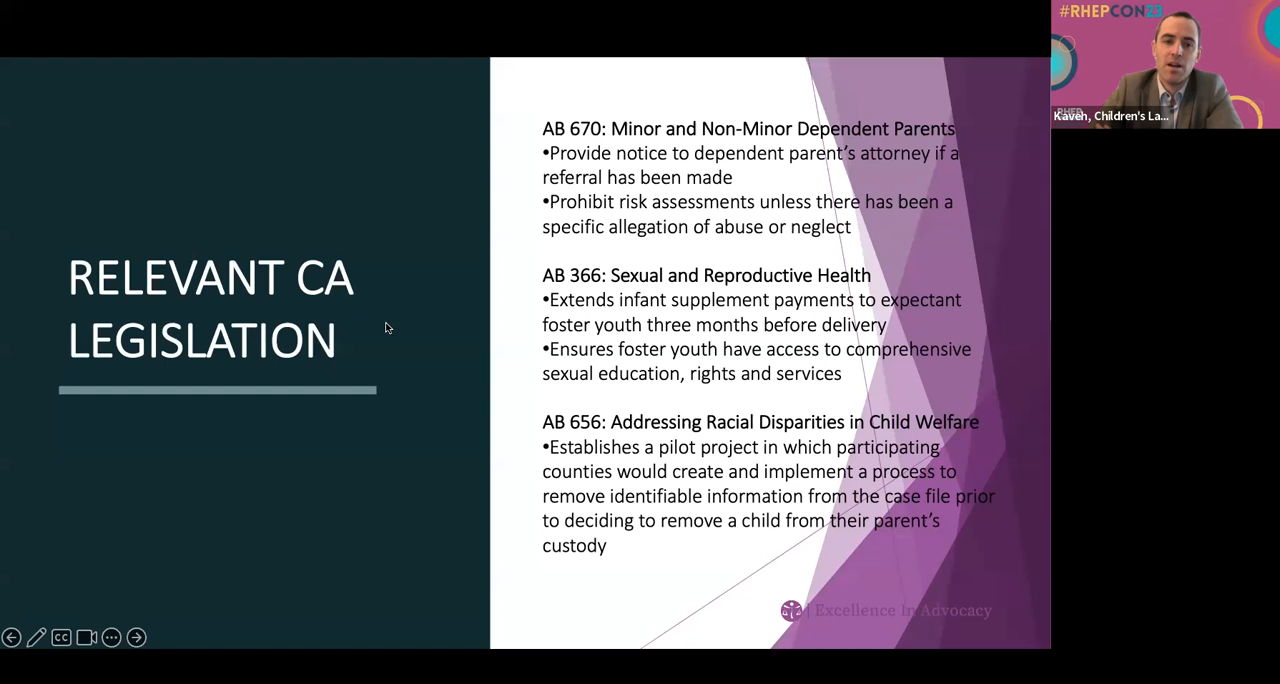 #RHEPCON23
RHEP
Kaven, Children's La...
RELEVANT CA
LEGISLATION
AB 670: Minor and Non-Minor Dependent Parents
•Provide notice to dependent parent’s attorney if a
referral has been made
•Prohibit risk assessments unless there has been a
specific allegation of abuse or neglect
AB 366: Sexual and Reproductive Health
•Extends infant supplement payments to expectant
foster youth three months before delivery
•Ensures foster youth have access to comprehensive
sexual education, rights and services
AB 656: Addressing Racial Disparities in Child Welfare
•Establishes a pilot project in which participating
counties would create and implement a process to
remove identifiable information from the case file prior
to deciding to remove a child from their parent’s
custody
| Excellence In Advocacy
CC